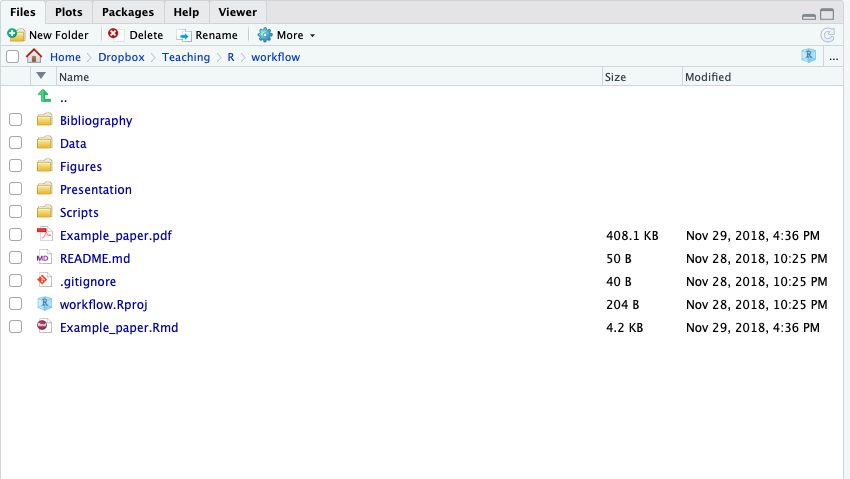 Files Plots Packages Help Viewer
New Folder Delete Rename More
Home Dropbox Teaching R workflow R ...
Name Size Modified
..
Bibliography
Data
Figures
Presentation
Scripts
Example_paper.pdf 408.1 KB Nov 29, 2018, 4:36 PM
MD README.md 50 B Nov 28, 2018, 10:25 PM
.gitignore 40 B Nov 28, 2018, 10:25 PM
R workflow.Rproj 204 B Nov 28, 2018, 10:25 PM
Rmd Example_paper.Rmd 4.2 KB Nov 29, 2018, 4:36 PM